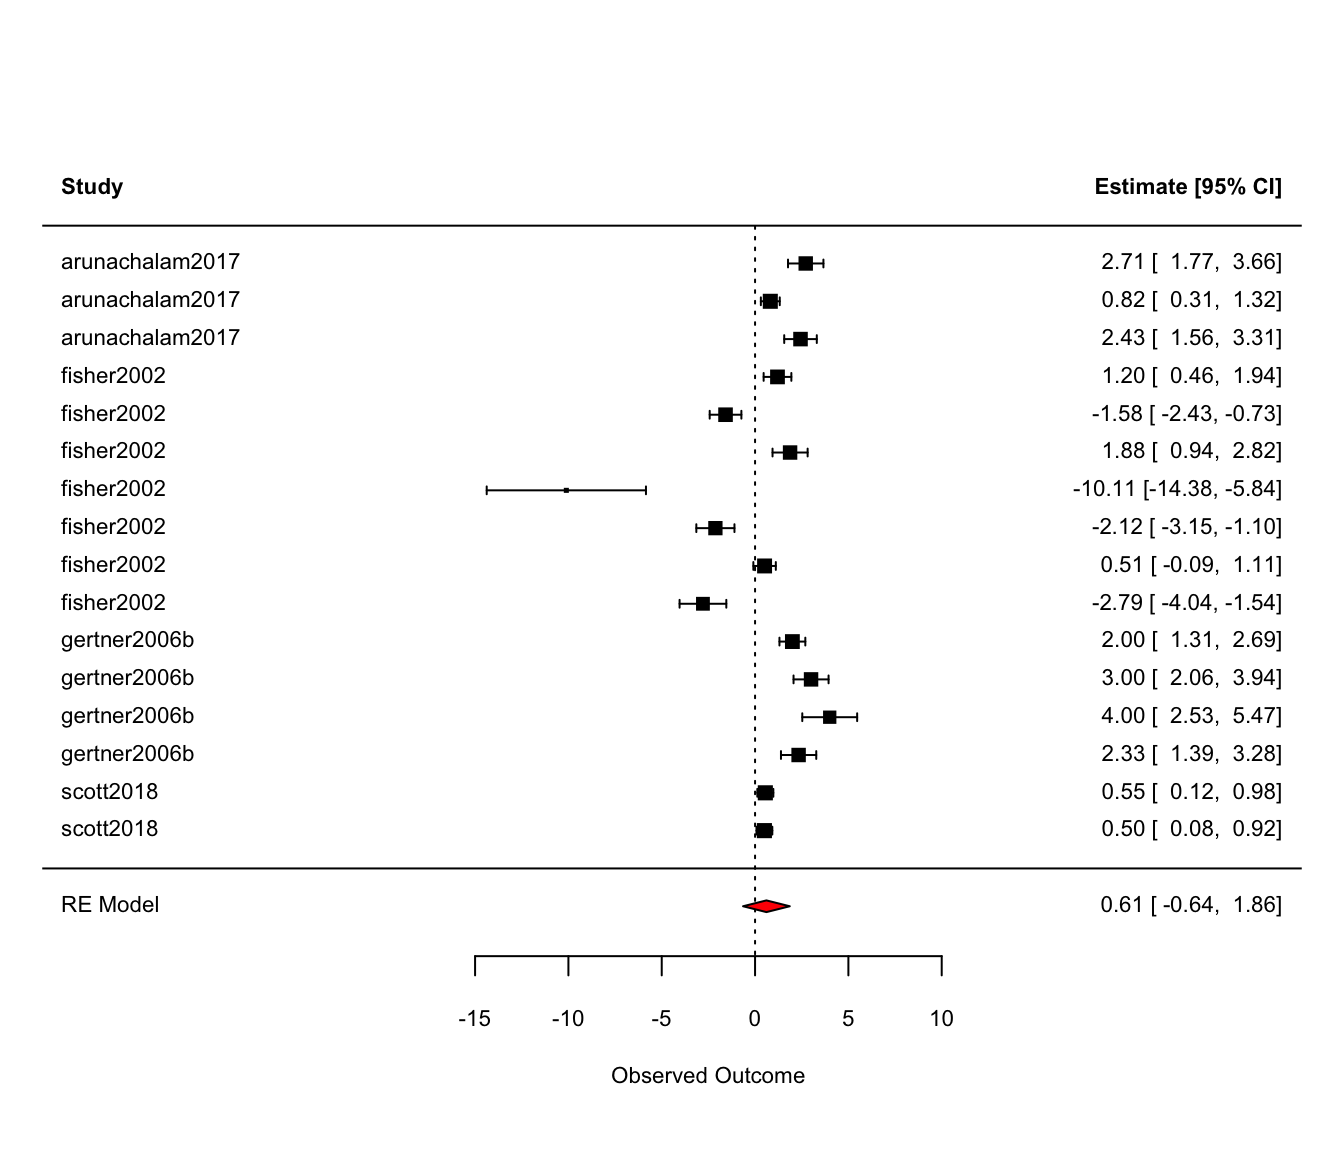 Study Estimate [95% CI]
arunachalam2017 2.71 [ 1.77, 3.66]
arunachalam2017 0.82 [ 0.31, 1.32]
arunachalam2017 2.43 [ 1.56, 3.31]
fisher2002 1.20 [ 0.46, 1.94]
fisher2002 -1.58 [ -2.43, -0.73]
fisher2002 1.88 [ 0.94, 2.82]
fisher2002 -10.11 [-14.38, -5.84]
fisher2002 -2.12 [ -3.15, -1.10]
fisher2002 0.51 [ -0.09, 1.11]
fisher2002 -2.79 [ -4.04, -1.54]
gertner2006b 2.00 [ 1.31, 2.69]
gertner2006b 3.00 [ 2.06, 3.94]
gertner2006b 4.00 [ 2.53, 5.47]
gertner2006b 2.33 [ 1.39, 3.28]
scott2018 0.55 [ 0.12, 0.98]
scott2018 0.50 [ 0.08, 0.92]
RE Model 0.61 [ -0.64, 1.86]
-15 -10 -5 0 5 10
Observed Outcome